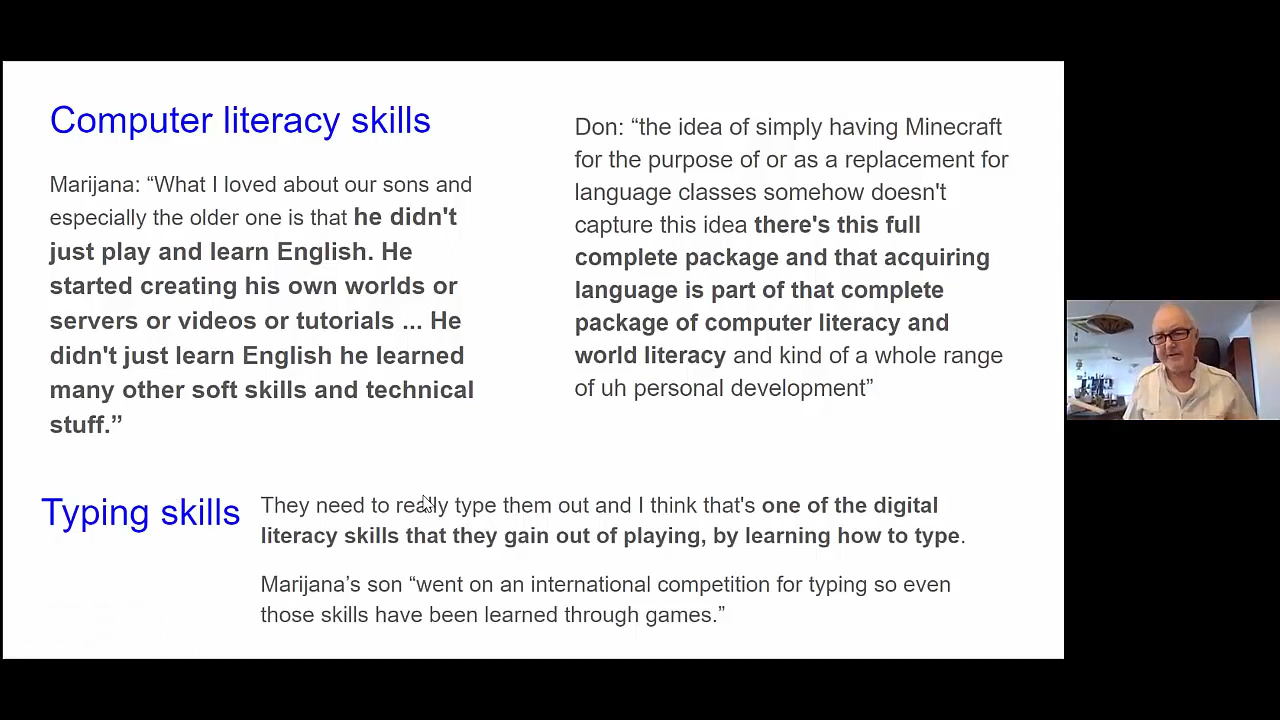 Computer literacy skills
Marijana: “What I loved about our sons and
especially the older one is that he didn't
just play and learn English. He
started creating his own worlds or
servers or videos or tutorials ... He
didn't just learn English he learned
many other soft skills and technical
stuff.”
Don: “the idea of simply having Minecraft
for the purpose of or as a replacement for
language classes somehow doesn't
capture this idea there's this full
complete package and that acquiring
language is part of that complete
package of computer literacy and
world literacy and kind of a whole range
of uh personal development”
Typing skills
They need to really type them out and I think that's one of the digital
literacy skills that they gain out of playing, by learning how to type.
Marijana’s son “went on an international competition for typing so even
those skills have been learned through games.”